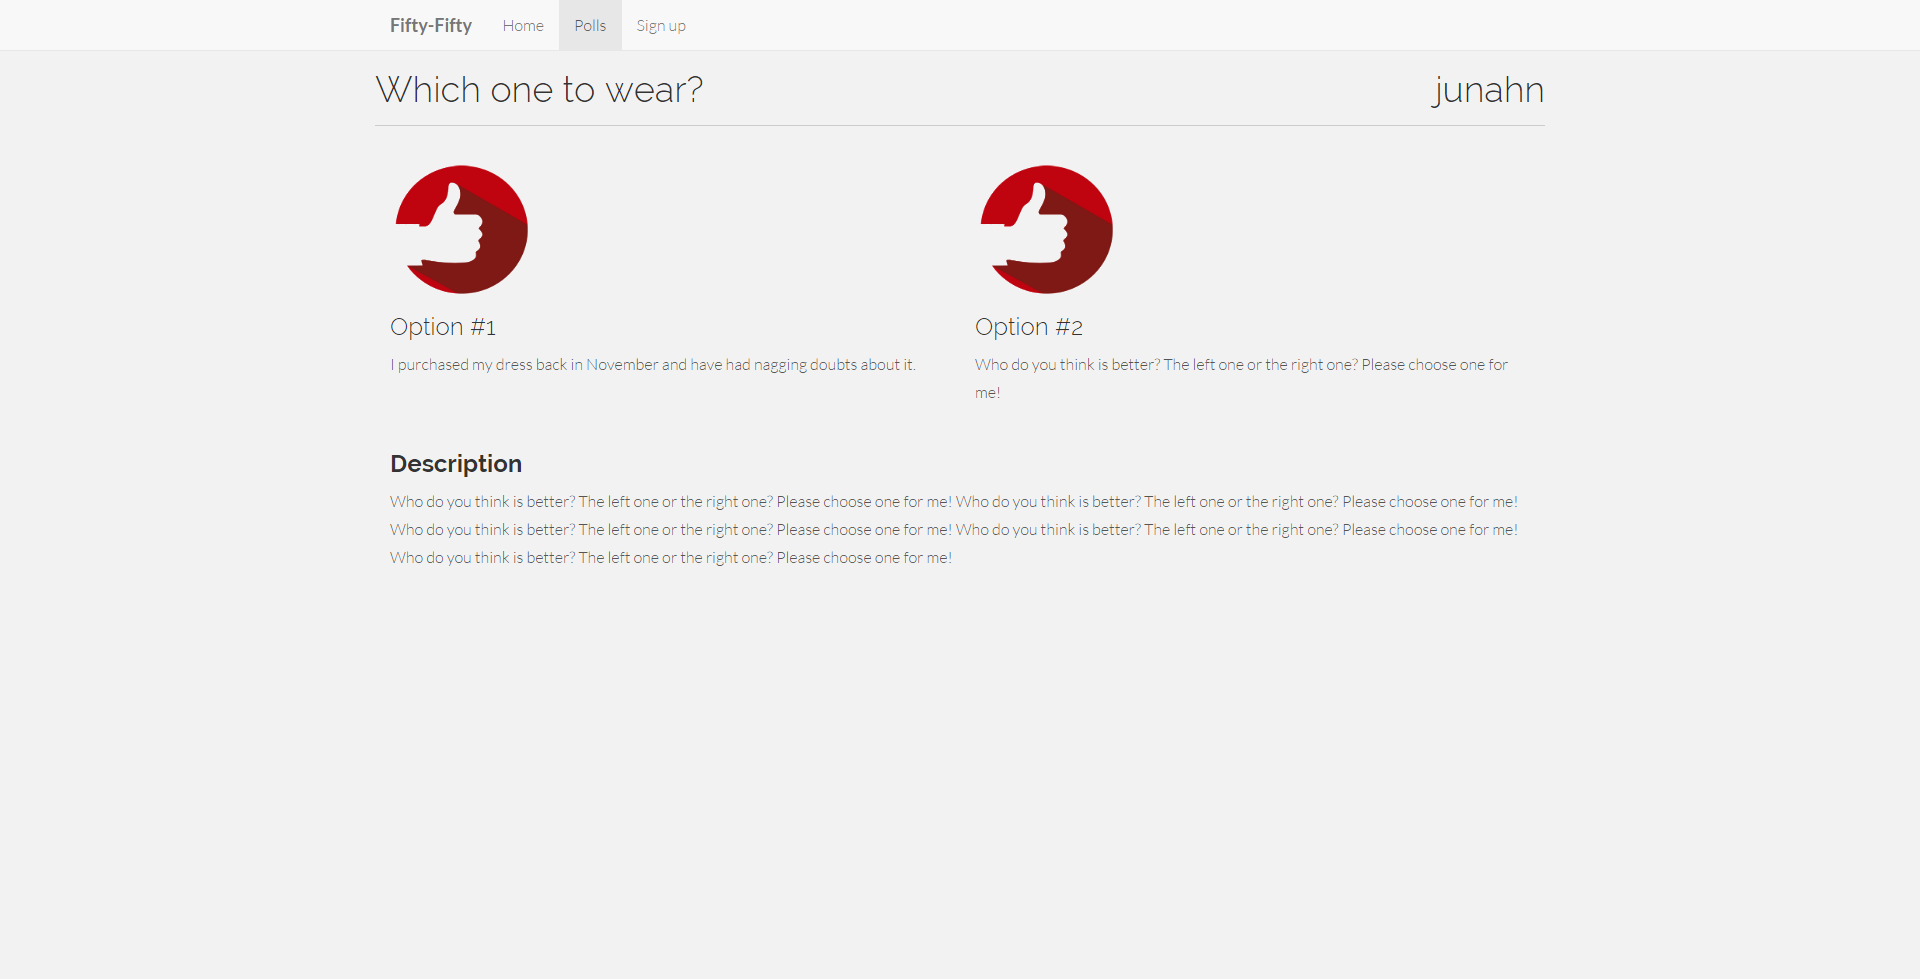 Fifty-Fifty Home Polls Sign up
Which one to wear? junahn
Option #1
I purchased my dress back in November and have had nagging doubts about it.
Option #2
Who do you think is better? The left one or the right one? Please choose one for
me!
Description
Who do you think is better? The left one or the right one? Please choose one for me! Who do you think is better? The left one or the right one? Please choose one for me!
Who do you think is better? The left one or the right one? Please choose one for me! Who do you think is better? The left one or the right one? Please choose one for me!
Who do you think is better? The left one or the right one? Please choose one for me!